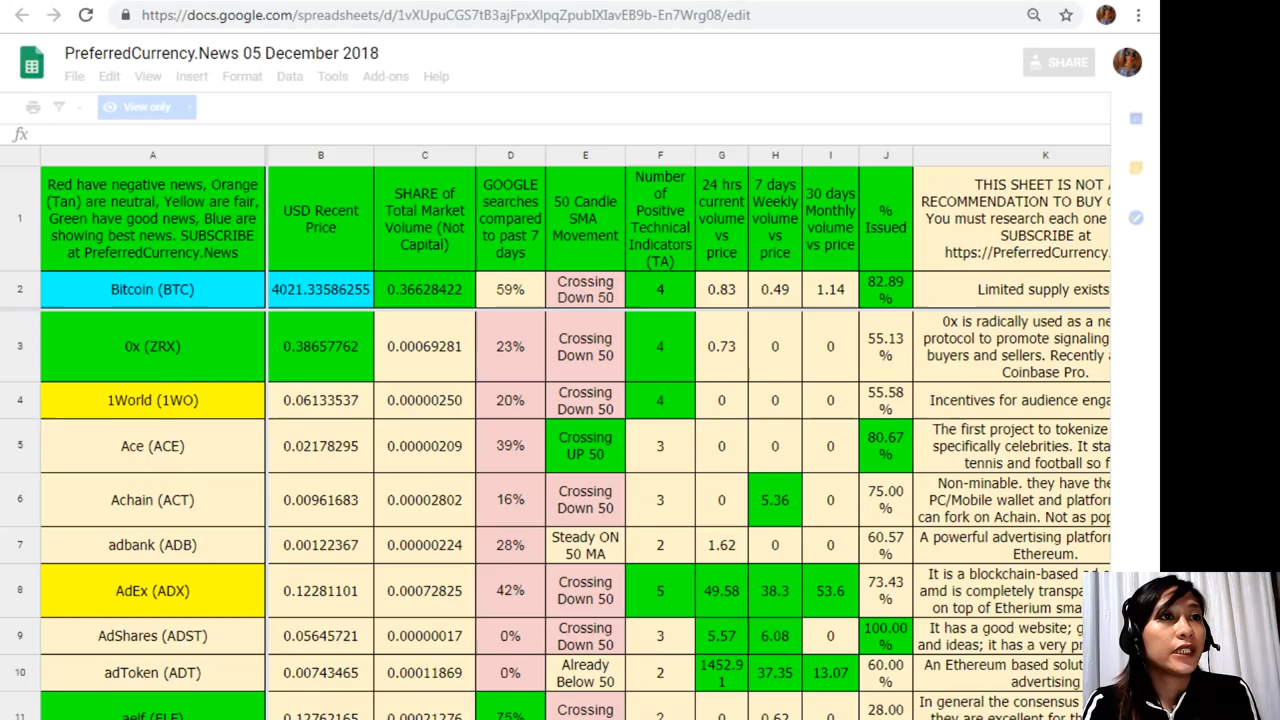 https://docs.google.com/spreadsheets/d/1vXUpuCGS7tB3ajFpxXlpqZpubIXIavEB9b-En7Wrg08/edit
PreferredCurrency.News 05 December 2018
File Edit View Insert Format Data Tools Add-ons Help
SHARE
View only
fx
A B C D E F G H I J K
1
Red have negative news, Orange
(Tan) are neutral, Yellow are fair,
Green have good news, Blue are
showing best news. SUBSCRIBE
at PreferredCurrency.News
USD Recent
Price
SHARE of
Total Market
Volume (Not
Capital)
GOOGLE
searches
compared
to past 7
days
50 Candle
SMA
Movement
Number
of
Positive
Technical
Indicators
(TA)
24 hrs
current
volume
vs
price
7 days
Weekly
volume
vs
price
30 days
Monthly
volume
vs price
%
Issued
THIS SHEET IS NOT
RECOMMENDATION TO BUY
You must research each one
SUBSCRIBE at
https://PreferredCurrency.
2
Bitcoin (BTC)
4021.33586255
0.36628422
59%
Crossing
Down 50
4
0.83
0.49
1.14
82.89
%
Limited supply exists
3
0x (ZRX)
0.38657762
0.00069281
23%
Crossing
Down 50
4
0.73
0
0
55.13
%
0x is radically used as a ne
protocol to promote signaling
buyers and sellers. Recently
Coinbase Pro.
4
1World (1WO)
0.06133537
0.00000250
20%
Crossing
Down 50
4
0
0
0
55.58
%
Incentives for audience enga
5
Ace (ACE)
0.02178295
0.00000209
39%
Crossing
UP 50
3
0
0
0
80.67
%
The first project to tokenize
specifically celebrities. It sta
tennis and football so f
6
Achain (ACT)
0.00961683
0.00002802
16%
Crossing
Down 50
3
0
5.36
0
75.00
%
Non-minable. they have the
PC/Mobile wallet and platfor
can fork on Achain. Not as pop
7
adbank (ADB)
0.00122367
0.00000224
28%
Steady ON
50 MA
2
1.62
0
0
60.57
%
A powerful advertising platfor
Ethereum.
8
AdEx (ADX)
0.12281101
0.00072825
42%
Crossing
Down 50
5
49.58
38.3
53.6
73.43
%
It is a blockchain-based
amd is completely transpa
on top of Etherium sma
9
AdShares (ADST)
0.05645721
0.00000017
0%
Crossing
Down 50
3
5.57
6.08
0
100.00
%
It has a good website; g
and ideas; it has a very pr
10
adToken (ADT)
0.00743465
0.00011869
0%
Already
Below 50
2
1452.9
1
37.35
13.07
60.00
%
An Ethereum based solut
advertising
11
aelf (ELF)
0.12762165
0.00021276
75%
Crossing
2
0
0.62
0
28.00
In general the consensus
they are excellent for th